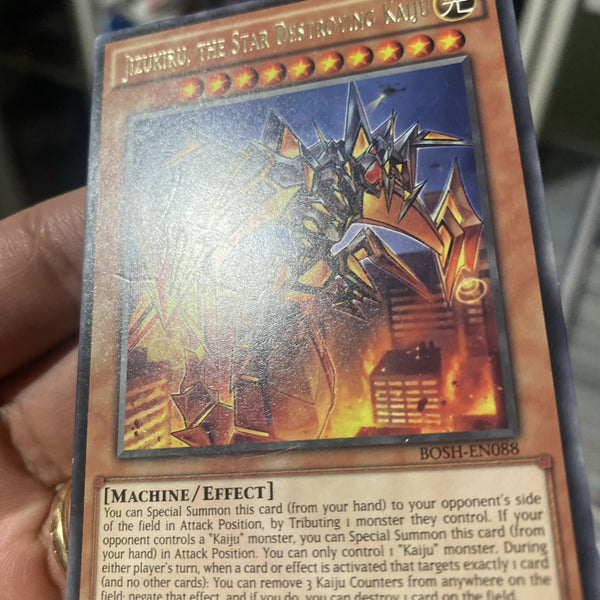 Jizukiru, the Star Destroying Kaiju
光
BOSH-EN088
[Machine/Effect]
You can Special Summon this card (from your hand) to your opponent's side
of the field in Attack Position, by Tributing 1 monster they control. If your
opponent controls a "Kaiju" monster, you can Special Summon this card (from
your hand) in Attack Position. You can only control 1 "Kaiju" monster. During
either player's turn, when a card or effect is activated that targets exactly 1 card
(and no other cards): You can remove 3 Kaiju Counters from anywhere on the
field; negate that effect, and if you do, you can destroy 1 card on the field.